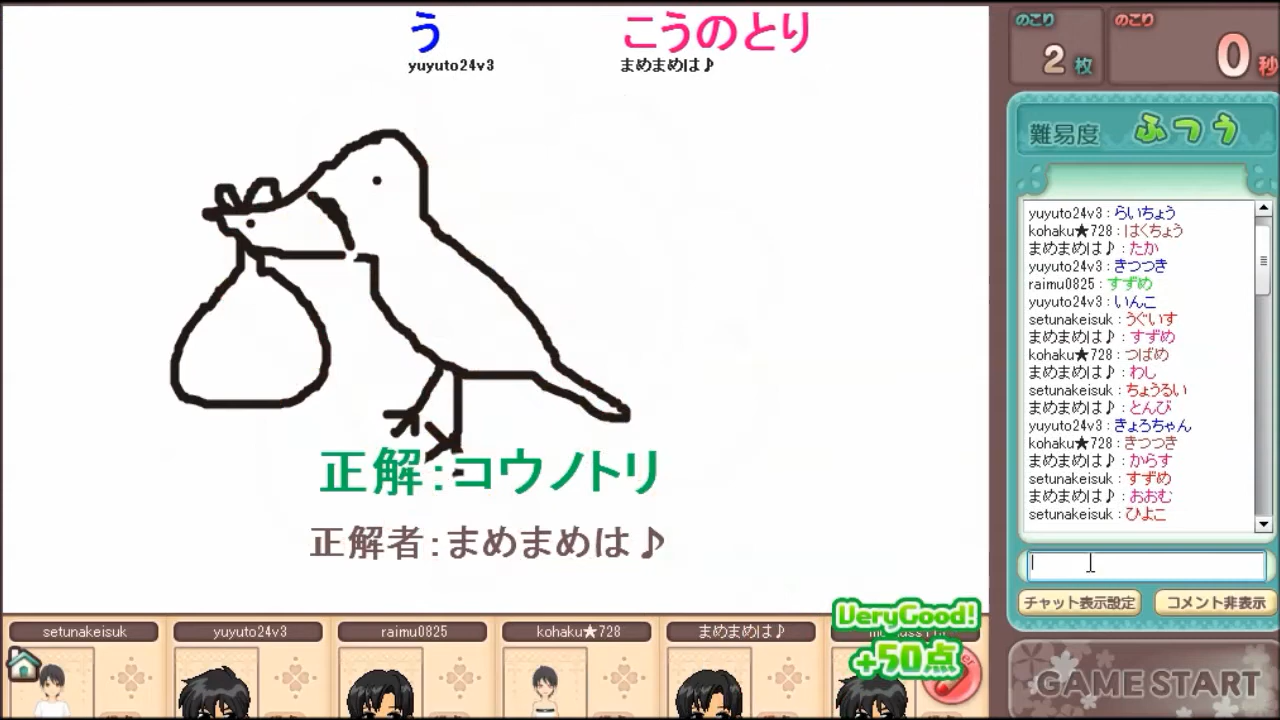 う
yuyuto24v3
こうのとり
まめまめは♪
正解:コウノトリ
正解者:まめまめは♪
のこり
2枚
のこり
0秒
難易度 ふつう
yuyuto24v3 : らいちょう
kohaku★728 : はくちょう
まめまめは♪ : たか
yuyuto24v3 : きつつき
raimu0825 : すずめ
yuyuto24v3 : いんこ
setunakeisuk : うぐいす
まめまめは♪ : すずめ
kohaku★728 : つばめ
まめまめは♪ : わし
setunakeisuk : ちょうるい
まめまめは♪ : とんび
yuyuto24v3 : きょろちゃん
kohaku★728 : きつつき
まめまめは♪ : からす
setunakeisuk : すずめ
まめまめは♪ : おおむ
setunakeisuk : ひよこ
チャット表示設定
コメント非表示
GAME START
setunakeisuk
yuyuto24v3
raimu0825
kohaku★728
まめまめは♪
VeryGood!
+50点